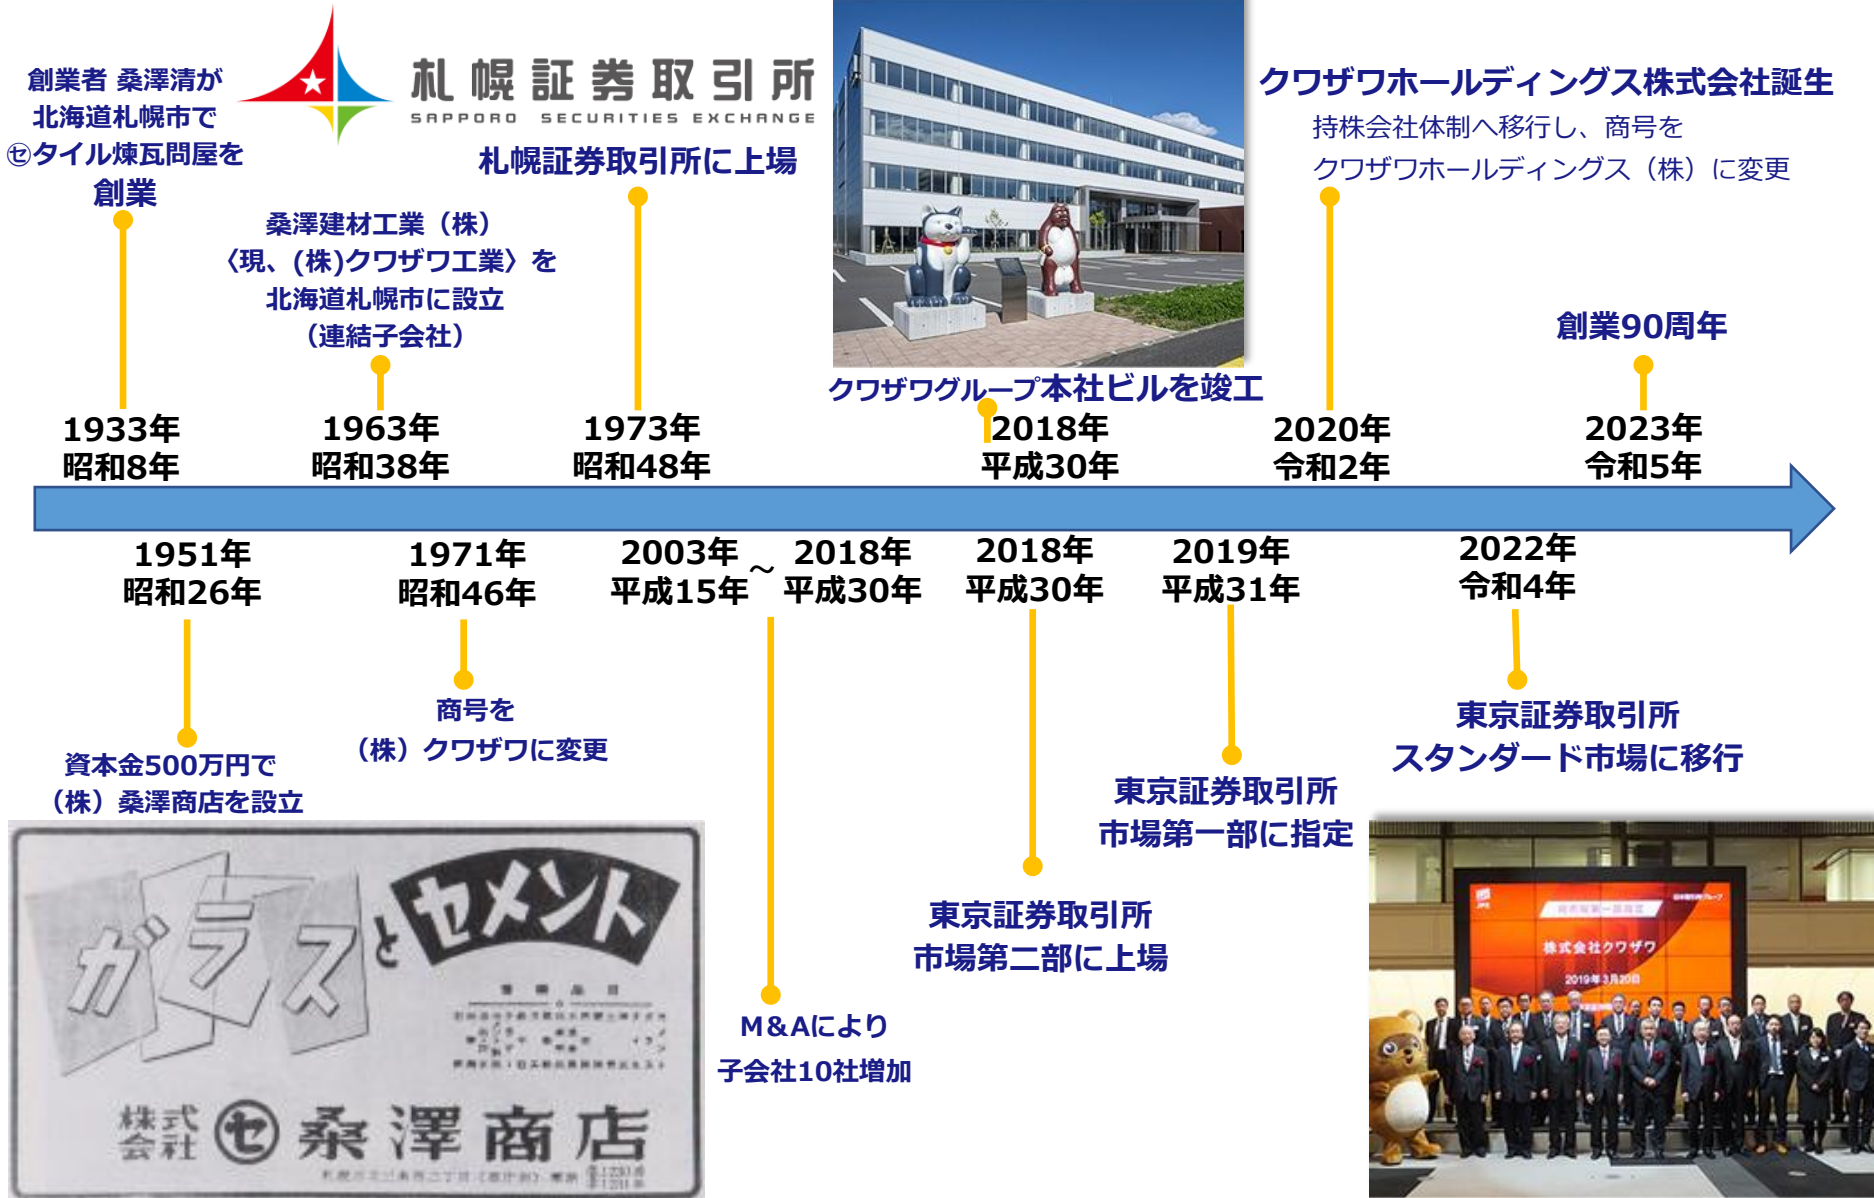 創業者 桑澤清が
北海道札幌市で
㋝タイル煉瓦問屋を
創業
札幌証券取引所
SAPPORO SECURITIES EXCHANGE
札幌証券取引所に上場
桑澤建材工業（株）
〈現、(株)クワザワ工業〉を
北海道札幌市に設立
（連結子会社）
クワザワグループ本社ビルを竣工
クワザワホールディングス株式会社誕生
持株会社体制へ移行し、商号を
クワザワホールディングス（株）に変更
創業90周年
1933年
昭和8年
1963年
昭和38年
1973年
昭和48年
2018年
平成30年
2020年
令和2年
2023年
令和5年
1951年
昭和26年
1971年
昭和46年
2003年 ～ 2018年
平成15年 平成30年
2018年
平成30年
2019年
平成31年
2022年
令和4年
資本金500万円で
（株）桑澤商店を設立
商号を
（株）クワザワに変更
M&Aにより
子会社10社増加
東京証券取引所
市場第二部に上場
東京証券取引所
市場第一部に指定
東京証券取引所
スタンダード市場に移行
ガラスとセメント
株式会社 ㋝ 桑澤商店
株式会社クワザワ
2019年3月20日